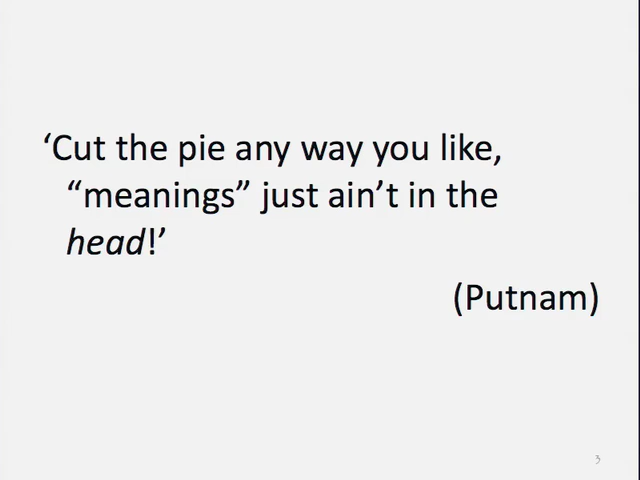 ‘Cut the pie any way you like,
“meanings” just ain’t in the
head!’
(Putnam)
3